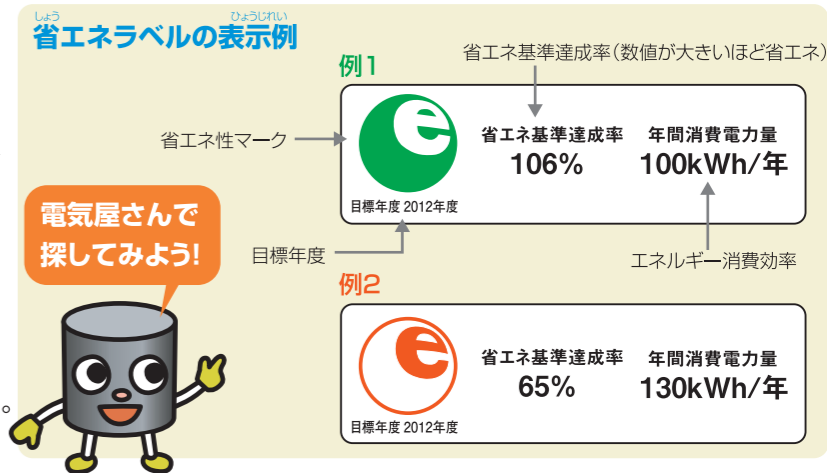 しょう ひょうじれい
省エネラベルの表示例
例1
省エネ基準達成率(数値が大きいほど省エネ)
省エネ性マーク
e
省エネ基準達成率 年間消費電力量
106% 100kWh/年
目標年度 2012年度
電気屋さんで
探してみよう!
目標年度
エネルギー消費効率
例2
e
省エネ基準達成率 年間消費電力量
65% 130kWh/年
目標年度 2012年度
。